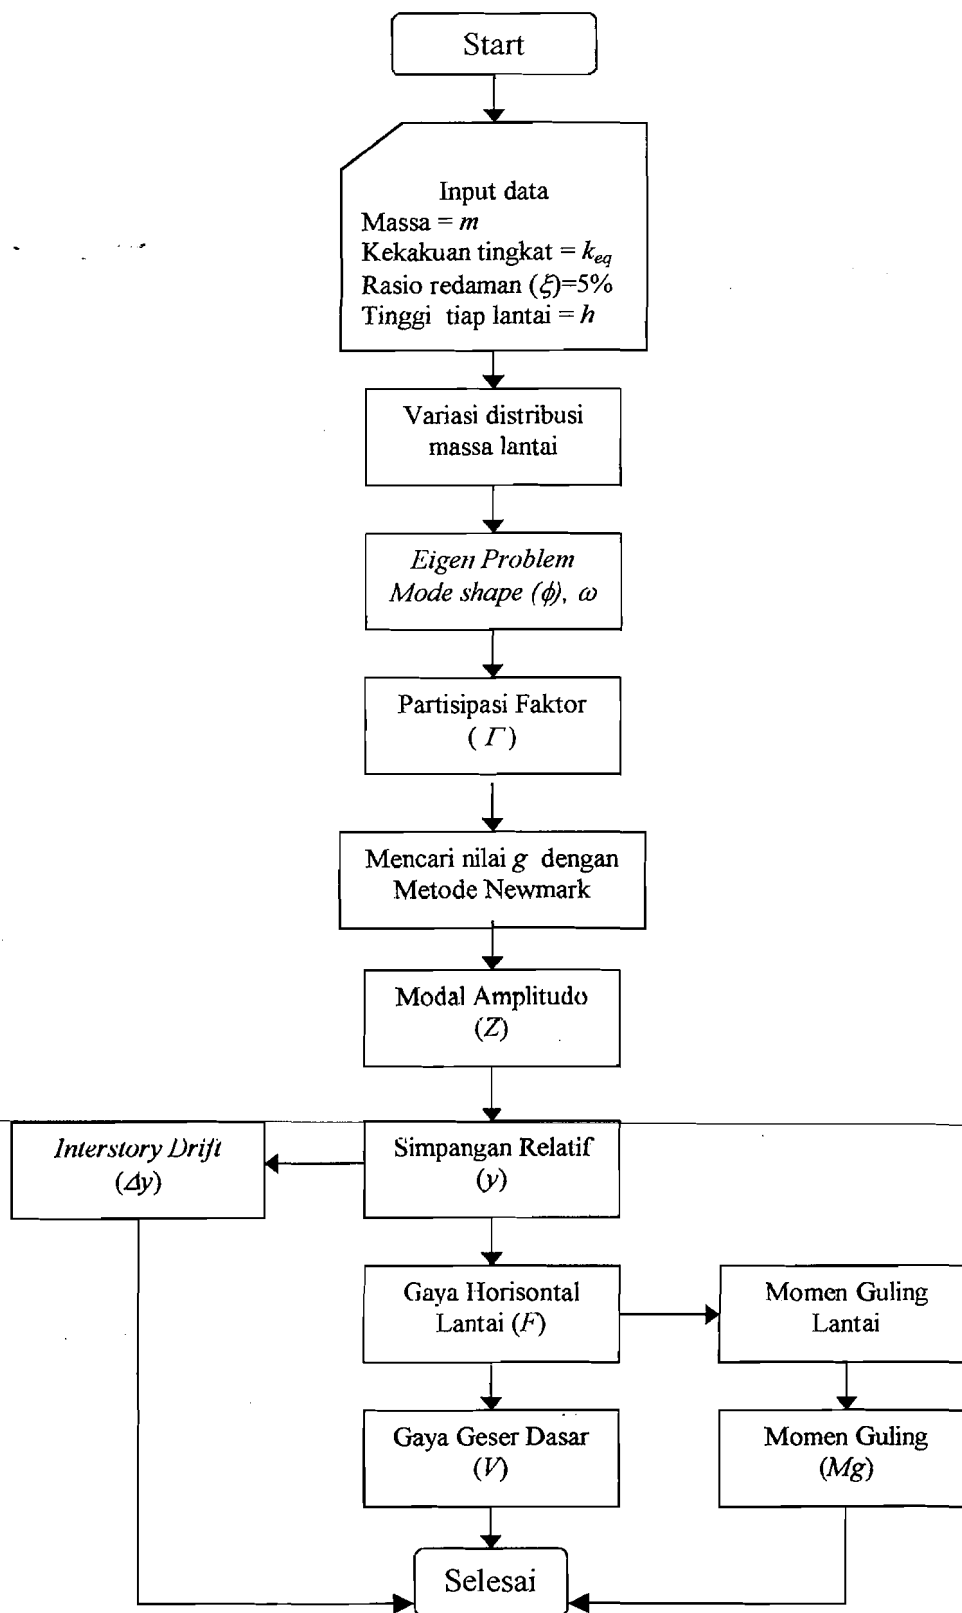 Start
Input data
Massa = m
Kekakuan tingkat = k_eq
Rasio redaman (ξ)=5%
Tinggi tiap lantai = h
Variasi distribusi
massa lantai
Eigen Problem
Mode shape (ϕ), ω
Partisipasi Faktor
( Γ )
Mencari nilai g dengan
Metode Newmark
Modal Amplitudo
(Z)
Interstory Drift
(Δy)
Simpangan Relatif
(y)
Gaya Horisontal
Lantai (F)
Momen Guling
Lantai
Gaya Geser Dasar
(V)
Momen Guling
(Mg)
Selesai